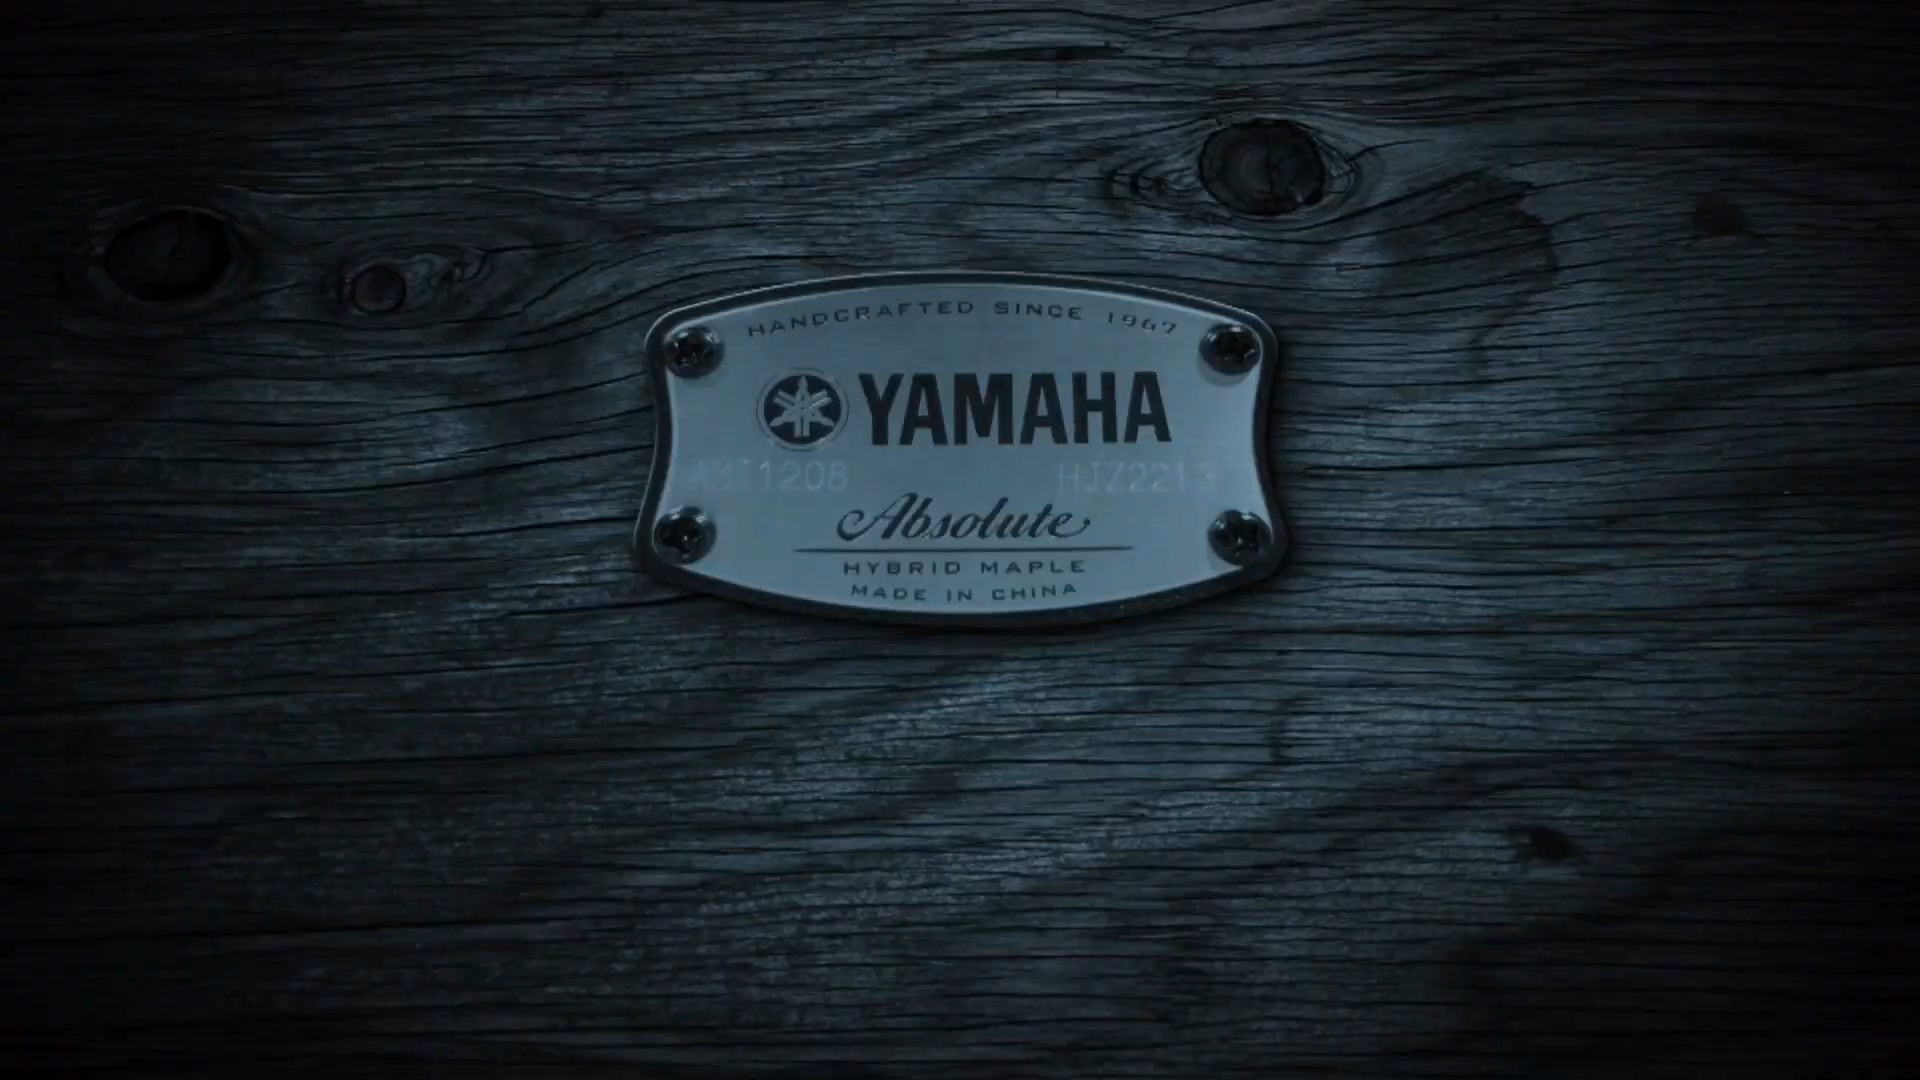 HANDCRAFTED SINCE 1967
YAMAHA
HJZ2213
Absolute
HYBRID MAPLE
MADE IN CHINA